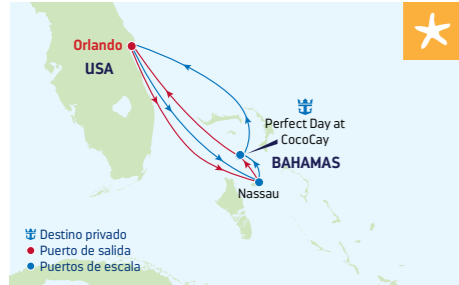 Orlando
USA
Perfect Day at
CocoCay
BAHAMAS
Nassau
Destino privado
Puerto de salida
Puertos de escala